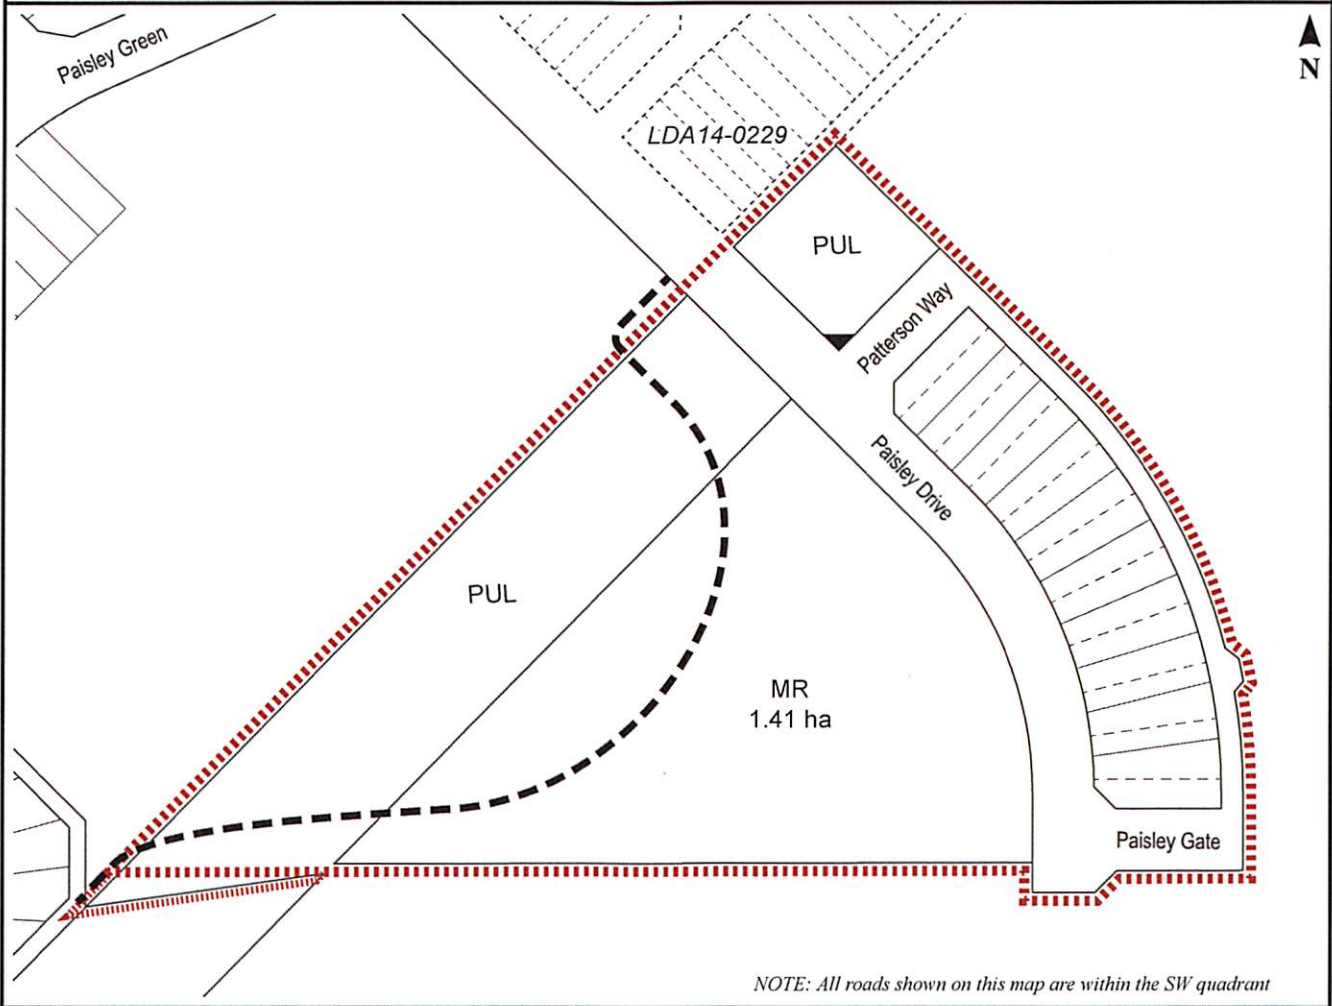 Paisley Green
N
LDA14-0229
PUL
Patterson Way
Paisley Drive
PUL
MR
1.41 ha
Paisley Gate
NOTE: All roads shown on this map are within the SW quadrant